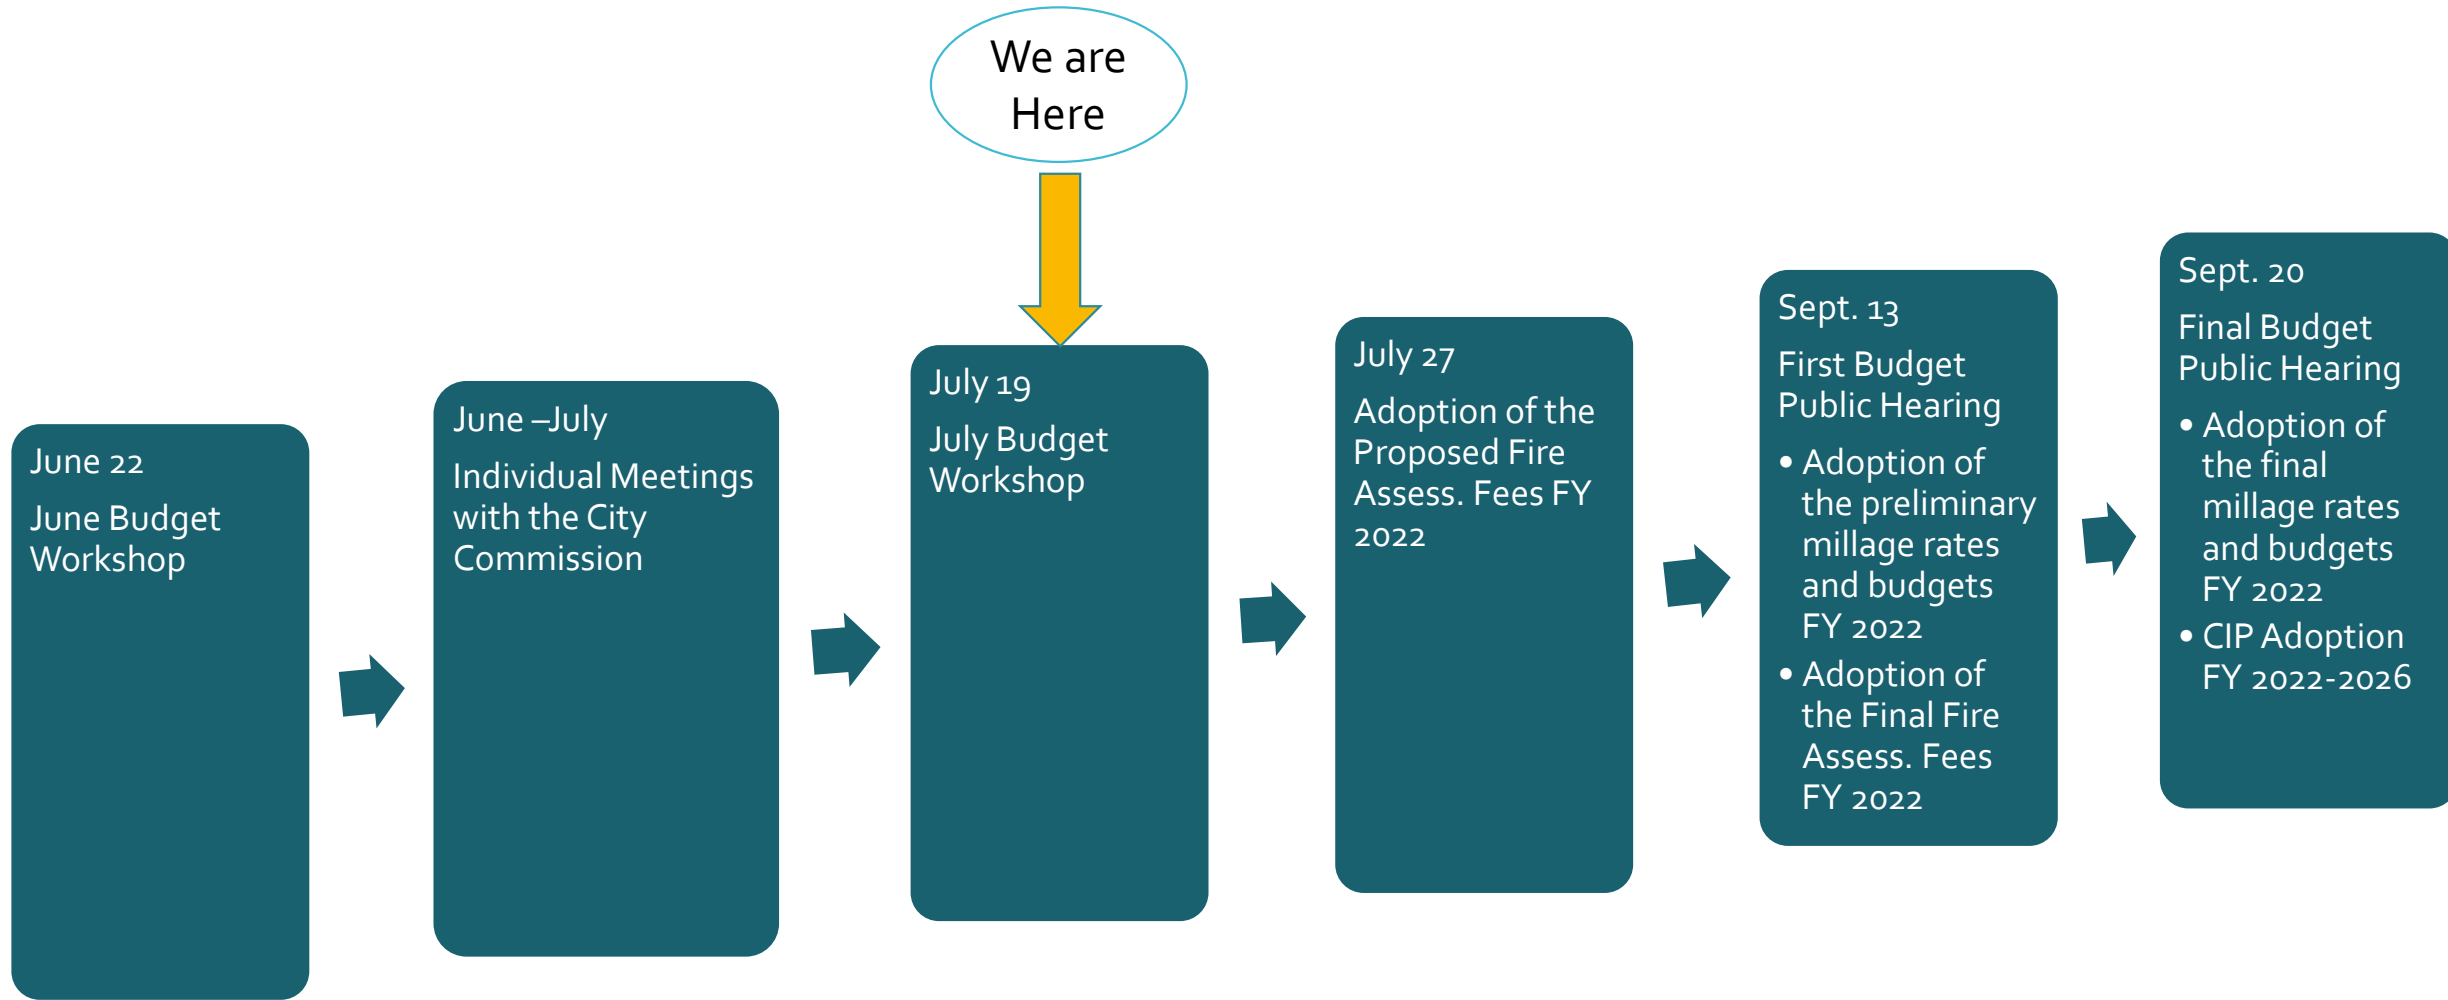 We are
Here
June 22
June Budget
Workshop
June –July
Individual Meetings
with the City
Commission
July 19
July Budget
Workshop
July 27
Adoption of the
Proposed Fire
Assess. Fees FY
2022
Sept. 13
First Budget
Public Hearing
• Adoption of
the preliminary
millage rates
and budgets
FY 2022
• Adoption of
the Final Fire
Assess. Fees
FY 2022
Sept. 20
Final Budget
Public Hearing
• Adoption of
the final
millage rates
and budgets
FY 2022
• CIP Adoption
FY 2022-2026